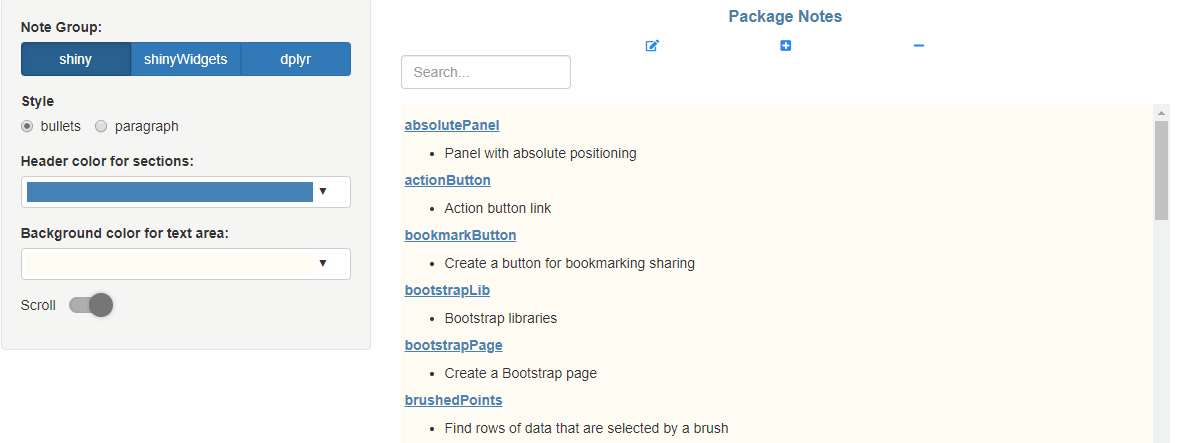 Note Group:
shiny shinyWidgets dplyr
Style
bullets paragraph
Header color for sections:
Background color for text area:
Scroll
Package Notes
Search...
absolutePanel
• Panel with absolute positioning
actionButton
• Action button link
bookmarkButton
• Create a button for bookmarking sharing
bootstrapLib
• Bootstrap libraries
bootstrapPage
• Create a Bootstrap page
brushedPoints
• Find rows of data that are selected by a brush